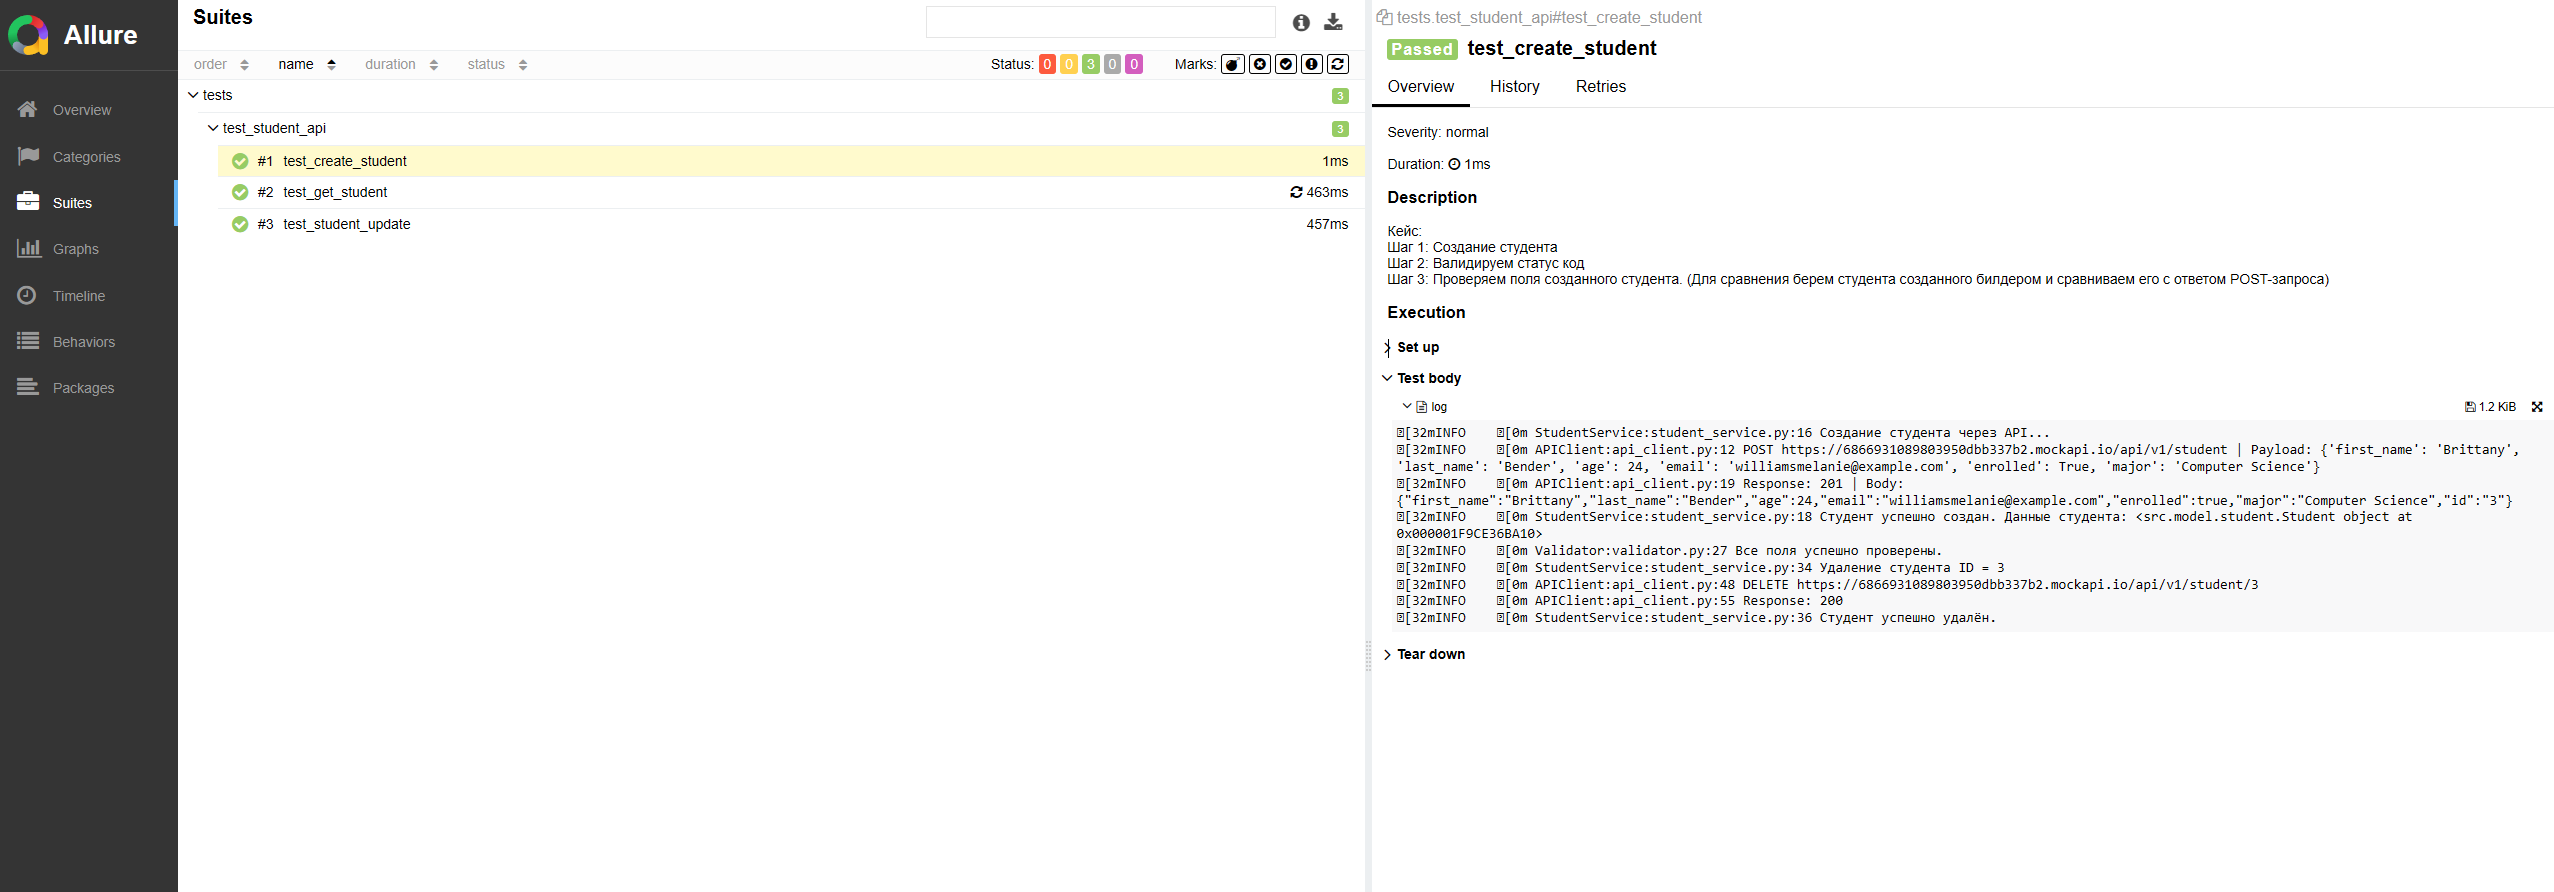 Allure
Overview
Categories
Suites
Graphs
Timeline
Behaviors
Packages
Suites
order name duration status
Status: 0 0 3 0 0 Marks:
tests 3
test_student_api 3
#1 test_create_student 1ms
#2 test_get_student 463ms
#3 test_student_update 457ms
tests.test_student_api#test_create_student
Passed test_create_student
Overview History Retries
Severity: normal
Duration: 1ms
Description
Кейс:
Шаг 1: Создание студента
Шаг 2: Валидируем статус код
Шаг 3: Проверяем поля созданного студента. (Для сравнения берем студента созданного билдером и сравниваем его с ответом POST-запроса)
Execution
Set up
Test body
log 1.2 KiB
[32mINFO [0m StudentService:student_service.py:16 Создание студента через API...
[32mINFO [0m APIClient:api_client.py:12 POST https://6866931089803950dbb337b2.mockapi.io/api/v1/student | Payload: {'first_name': 'Brittany',
'last_name': 'Bender', 'age': 24, 'email': 'williamsmelanie@example.com', 'enrolled': True, 'major': 'Computer Science'}
[32mINFO [0m APIClient:api_client.py:19 Response: 201 | Body:
{"first_name":"Brittany","last_name":"Bender","age":24,"email":"williamsmelanie@example.com","enrolled":true,"major":"Computer Science","id":"3"}
[32mINFO [0m StudentService:student_service.py:18 Студент успешно создан. Данные студента: <src.model.student.Student object at
0x000001F9CE36BA10>
[32mINFO [0m Validator:validator.py:27 Все поля успешно проверены.
[32mINFO [0m StudentService:student_service.py:34 Удаление студента ID = 3
[32mINFO [0m APIClient:api_client.py:48 DELETE https://6866931089803950dbb337b2.mockapi.io/api/v1/student/3
[32mINFO [0m APIClient:api_client.py:55 Response: 200
[32mINFO [0m StudentService:student_service.py:36 Студент успешно удалён.
Tear down